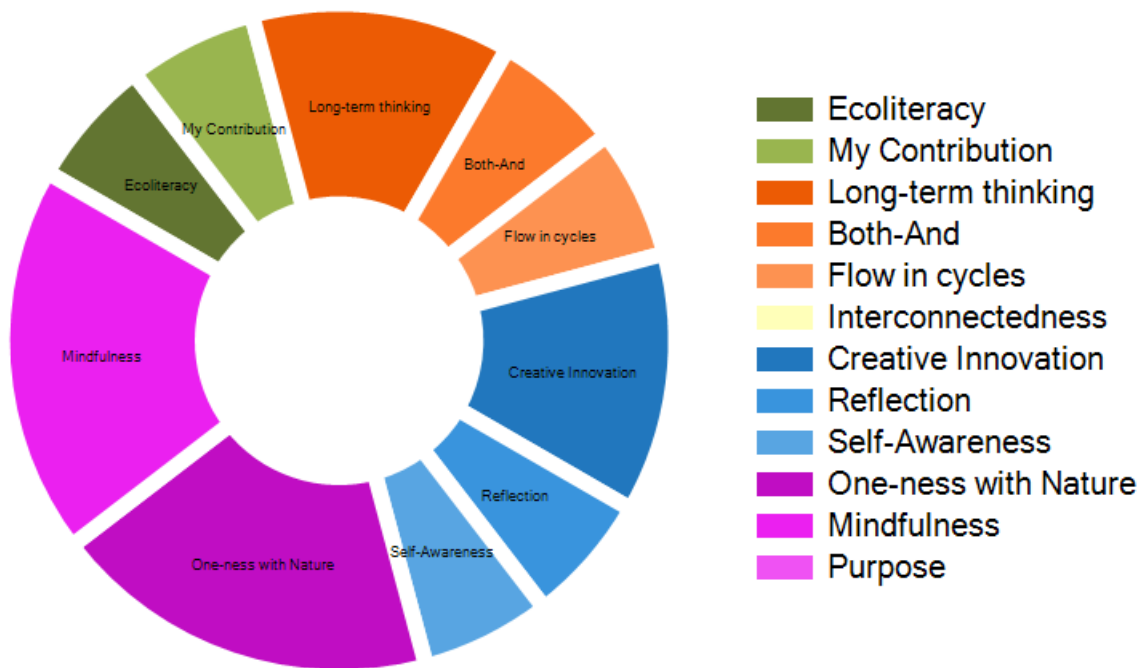 Long-term thinking
My Contribution
Both-And
Ecoliteracy
Flow in cycles
Mindfulness
Creative Innovation
Reflection
Self-Awareness
One-ness with Nature
Ecoliteracy
My Contribution
Long-term thinking
Both-And
Flow in cycles
Interconnectedness
Creative Innovation
Reflection
Self-Awareness
One-ness with Nature
Mindfulness
Purpose